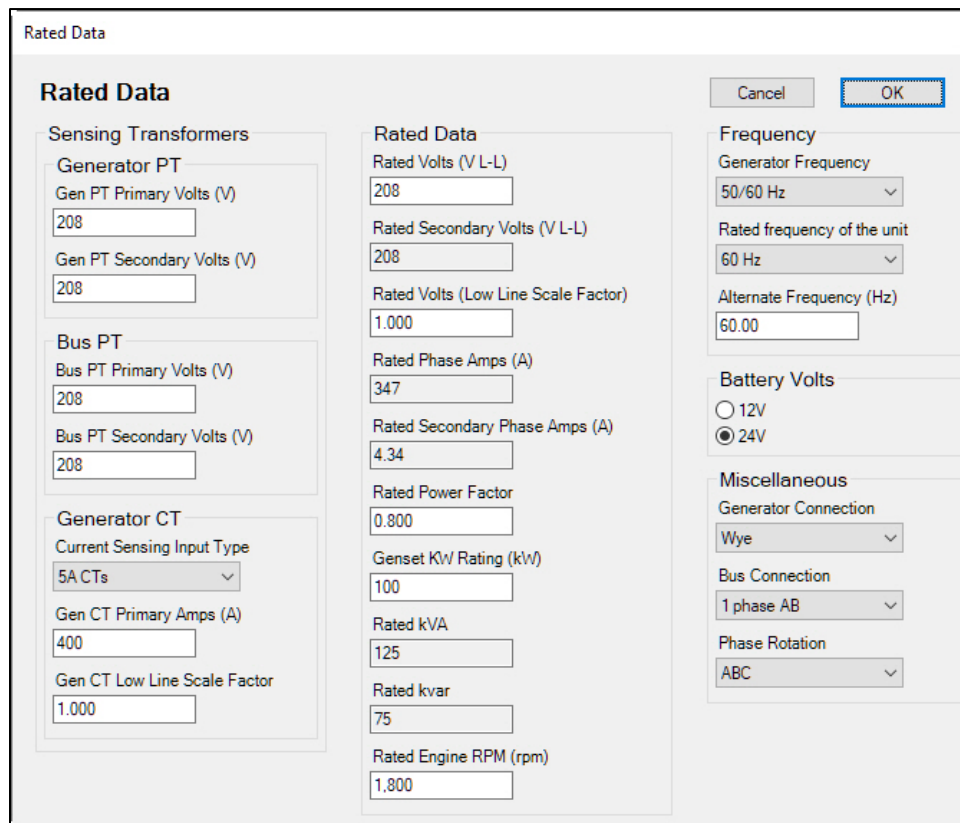 Rated Data
Rated Data
Cancel
OK
Sensing Transformers
Generator PT
Gen PT Primary Volts (V)
208
Gen PT Secondary Volts (V)
208
Bus PT
Bus PT Primary Volts (V)
208
Bus PT Secondary Volts (V)
208
Generator CT
Current Sensing Input Type
5A CTs
Gen CT Primary Amps (A)
400
Gen CT Low Line Scale Factor
1.000
Rated Data
Rated Volts (V L-L)
208
Rated Secondary Volts (V L-L)
208
Rated Volts (Low Line Scale Factor)
1.000
Rated Phase Amps (A)
347
Rated Secondary Phase Amps (A)
4.34
Rated Power Factor
0.800
Genset KW Rating (kW)
100
Rated kVA
125
Rated kvar
75
Rated Engine RPM (rpm)
1,800
Frequency
Generator Frequency
50/60 Hz
Rated frequency of the unit
60 Hz
Alternate Frequency (Hz)
60.00
Battery Volts
12V
24V
Miscellaneous
Generator Connection
Wye
Bus Connection
1 phase AB
Phase Rotation
ABC